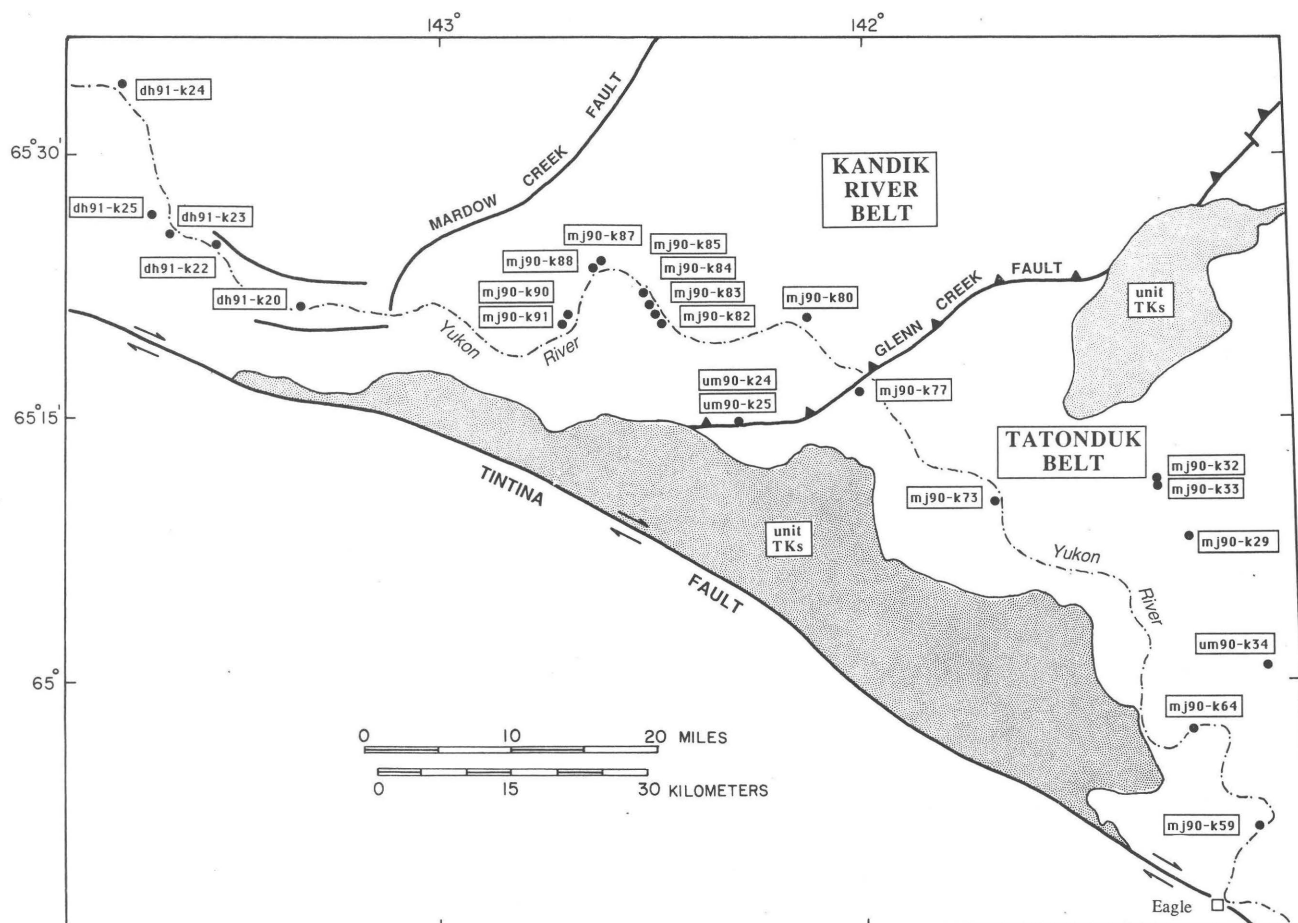 143°
142°
dh91-k24
65°30'
KANDIK
RIVER
BELT
MARDOW CREEK FAULT
dh91-k25
dh91-k23
dh91-k22
dh91-k20
mj90-k87
mj90-k85
mj90-k88
mj90-k84
mj90-k90
mj90-k83
mj90-k91
mj90-k82
mj90-k80
Yukon River
GLENN CREEK FAULT
unit
TKs
um90-k24
um90-k25
mj90-k77
65°15'
TATONDUK
BELT
mj90-k32
mj90-k33
mj90-k73
mj90-k29
TINTINA FAULT
unit
TKs
Yukon River
um90-k34
65°
mj90-k64
0 10 20 MILES
0 15 30 KILOMETERS
mj90-k59
Eagle